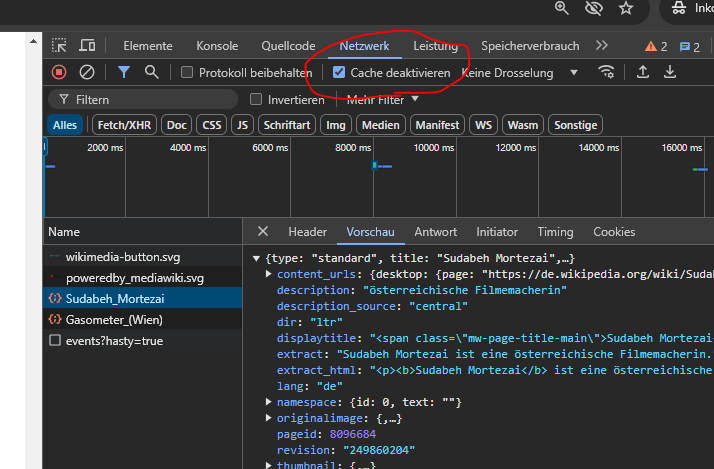 Inko
Elemente Konsole Quellcode Netzwerk Leistung Speicherverbrauch 2 2
Protokoll beibehalten Cache deaktivieren Keine Drosselung
Filtern Invertieren Mehr Filter
Alles Fetch/XHR Doc CSS JS Schriftart Img Medien Manifest WS Wasm Sonstige
2000 ms 4000 ms 6000 ms 8000 ms 10000 ms 12000 ms 14000 ms 16000 ms
Name Header Vorschau Antwort Initiator Timing Cookies
wikimedia-button.svg {type: "standard", title: "Sudabeh Mortezai",…}
poweredby_mediawiki.svg content_urls: {desktop: {page: "https://de.wikipedia.org/wiki/Suda
Sudabeh_Mortezai description: "österreichische Filmemacherin"
description_source: "central"
Gasometer_(Wien) dir: "ltr"
events?hasty=true displaytitle: "<span class=\"mw-page-title-main\">Sudabeh Mortezai
extract: "Sudabeh Mortezai ist eine österreichische Filmemacherin.
extract_html: "<p><b>Sudabeh Mortezai</b> ist eine österreichische
lang: "de"
namespace: {id: 0, text: ""}
originalimage: {,…}
pageid: 8096684
revision: "249860204"
thumbnail: {,…}